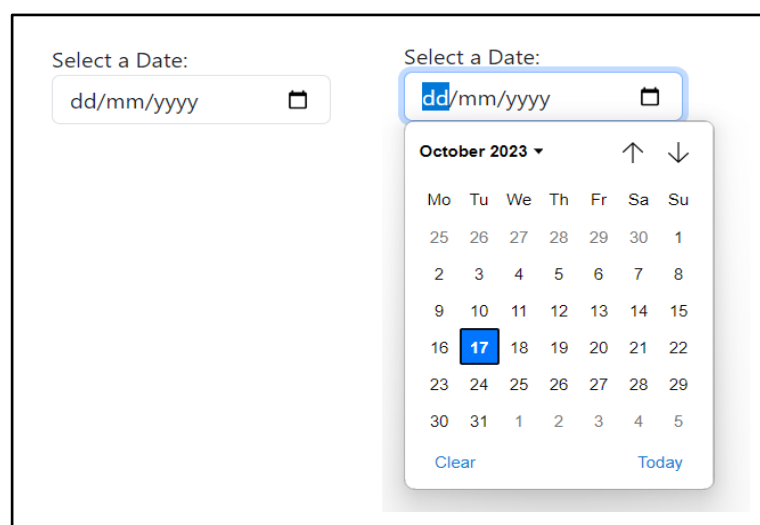 Select a Date:
dd/mm/yyyy
Select a Date:
dd/mm/yyyy
October 2023
Mo Tu We Th Fr Sa Su
25 26 27 28 29 30 1
2 3 4 5 6 7 8
9 10 11 12 13 14 15
16 17 18 19 20 21 22
23 24 25 26 27 28 29
30 31 1 2 3 4 5
Clear Today